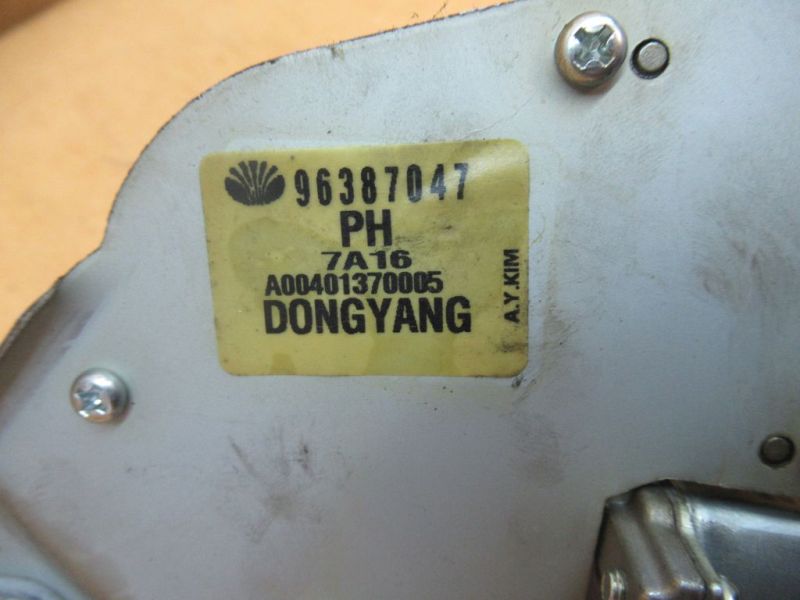 96387047
PH
7A16
A00401370005
DONGYANG
A.Y.KIM